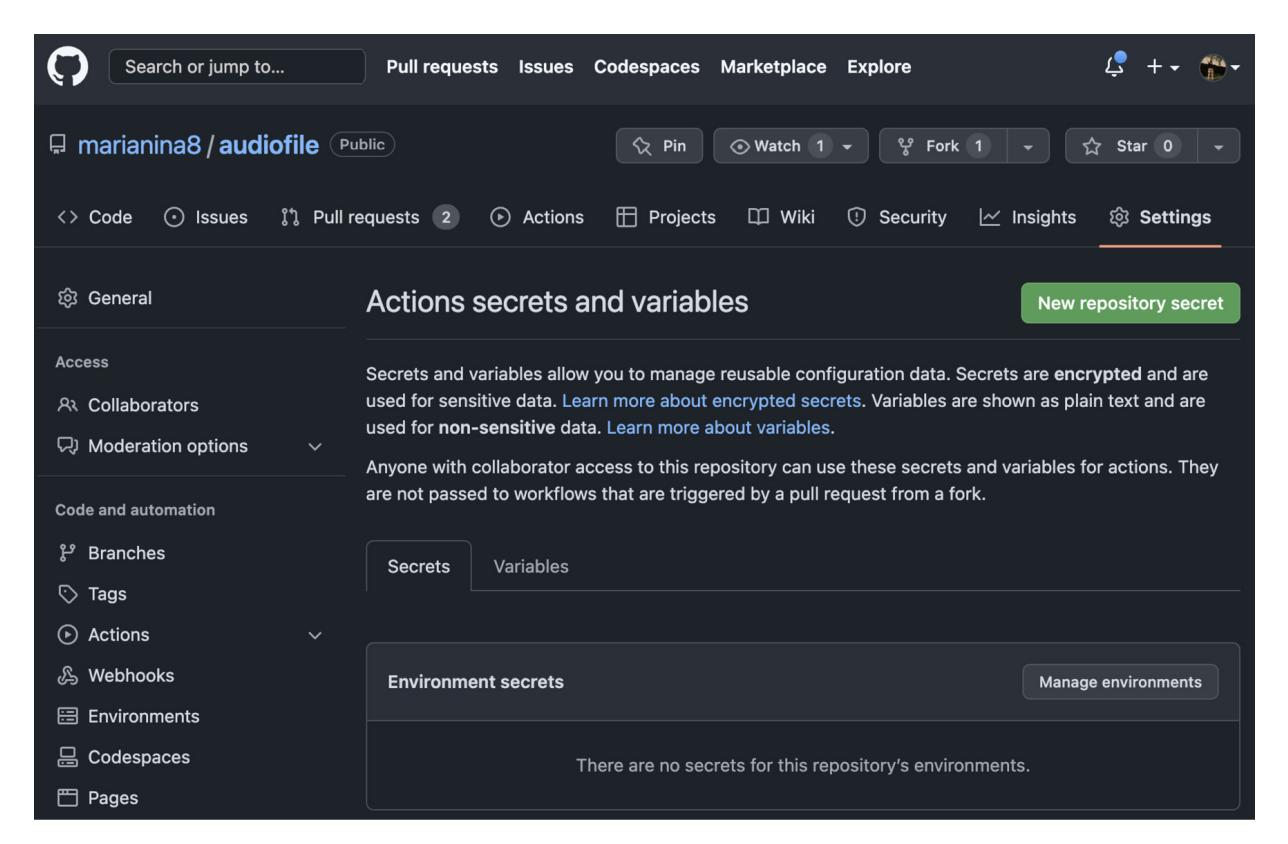 Search or jump to...
Pull requests Issues Codespaces Marketplace Explore
marianina8 / audiofile Public
Pin Watch 1 Fork 1 Star 0
Code Issues Pull requests 2 Actions Projects Wiki Security Insights Settings
General
Access
Collaborators
Moderation options
Code and automation
Branches
Tags
Actions
Webhooks
Environments
Codespaces
Pages
Actions secrets and variables
New repository secret
Secrets and variables allow you to manage reusable configuration data. Secrets are encrypted and are
used for sensitive data. Learn more about encrypted secrets. Variables are shown as plain text and are
used for non-sensitive data. Learn more about variables.
Anyone with collaborator access to this repository can use these secrets and variables for actions. They
are not passed to workflows that are triggered by a pull request from a fork.
Secrets Variables
Environment secrets
Manage environments
There are no secrets for this repository’s environments.